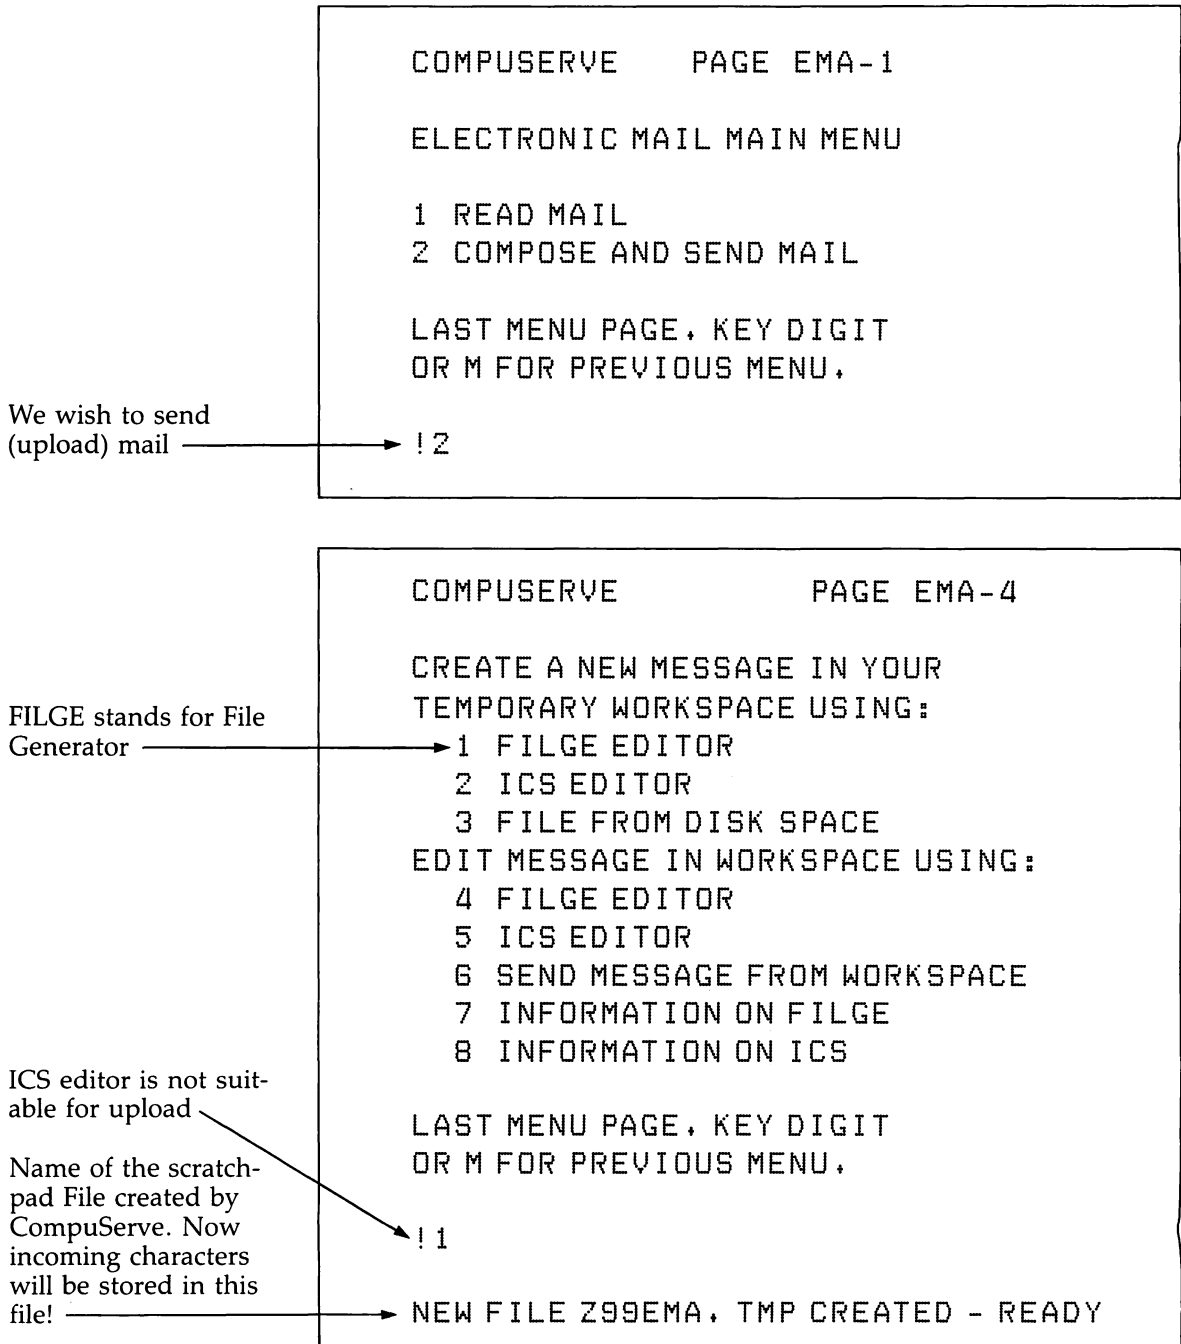 COMPUSERVE PAGE EMA-1
ELECTRONIC MAIL MAIN MENU
1 READ MAIL
2 COMPOSE AND SEND MAIL
LAST MENU PAGE. KEY DIGIT
OR M FOR PREVIOUS MENU.
We wish to send
(upload) mail
!2
COMPUSERVE PAGE EMA-4
CREATE A NEW MESSAGE IN YOUR
TEMPORARY WORKSPACE USING:
FILGE stands for File
Generator
1 FILGE EDITOR
2 ICS EDITOR
3 FILE FROM DISK SPACE
EDIT MESSAGE IN WORKSPACE USING:
4 FILGE EDITOR
5 ICS EDITOR
6 SEND MESSAGE FROM WORKSPACE
7 INFORMATION ON FILGE
8 INFORMATION ON ICS
ICS editor is not suit-
able for upload
LAST MENU PAGE. KEY DIGIT
OR M FOR PREVIOUS MENU.
!1
Name of the scratch-
pad File created by
CompuServe. Now
incoming characters
will be stored in this
file!
NEW FILE Z99EMA. TMP CREATED - READY